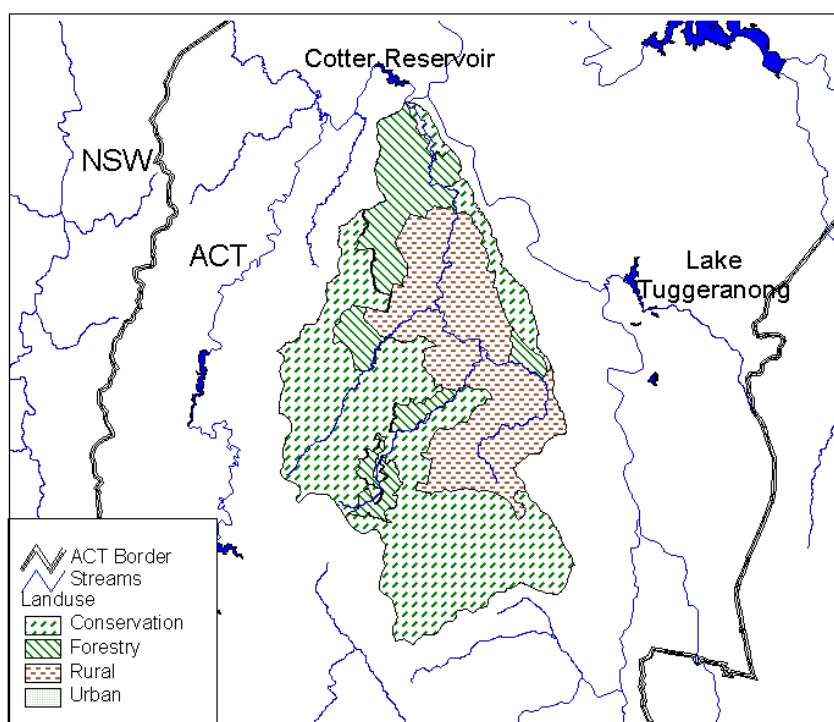 Cotter Reservoir
NSW
ACT
Lake
Tuggeranong
ACT Border
Streams
Landuse
Conservation
Forestry
Rural
Urban